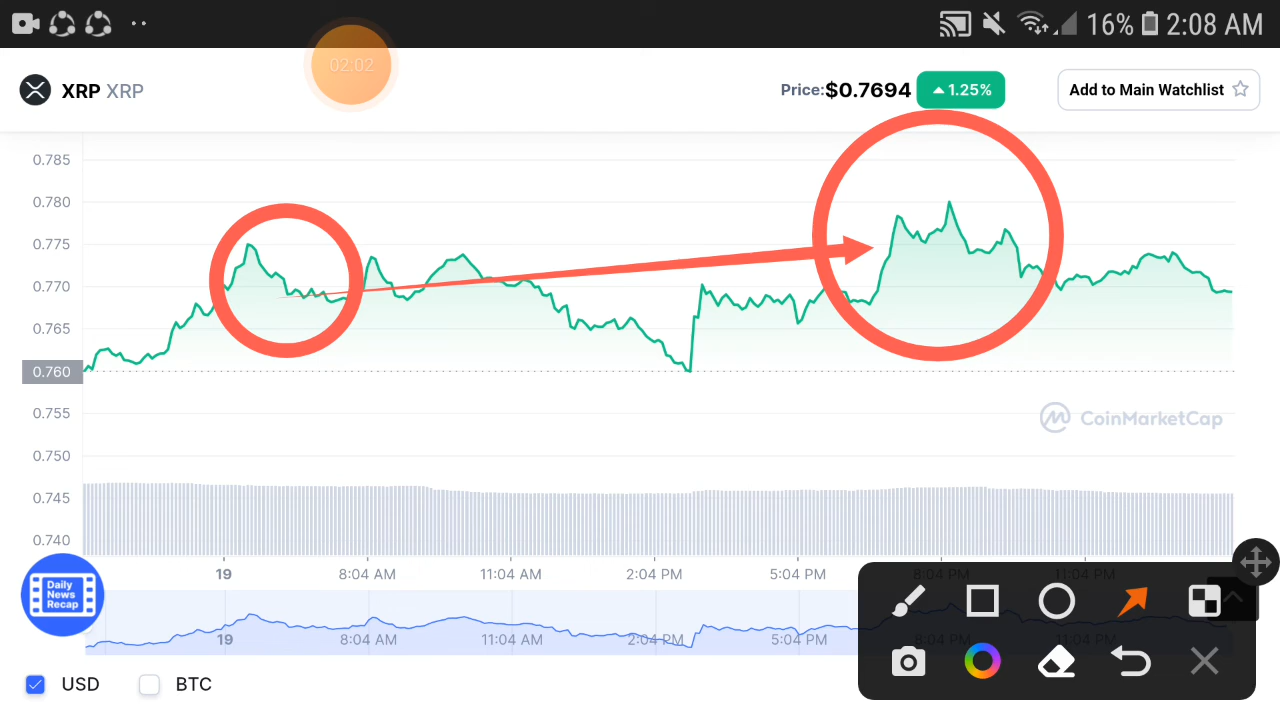 16% 2:08 AM
02:02
XRP XRP
Price:$0.7694 1.25%
Add to Main Watchlist
0.785
0.780
0.775
0.770
0.765
0.760
0.755
0.750
0.745
0.740
CoinMarketCap
19 8:04 AM 11:04 AM 2:04 PM 5:04 PM 8:04 PM 11:04 PM
Daily
News
Recap
19 8:04 AM 11:04 AM 2:04 PM 5:04 PM 8:04 PM 11:04 PM
USD BTC